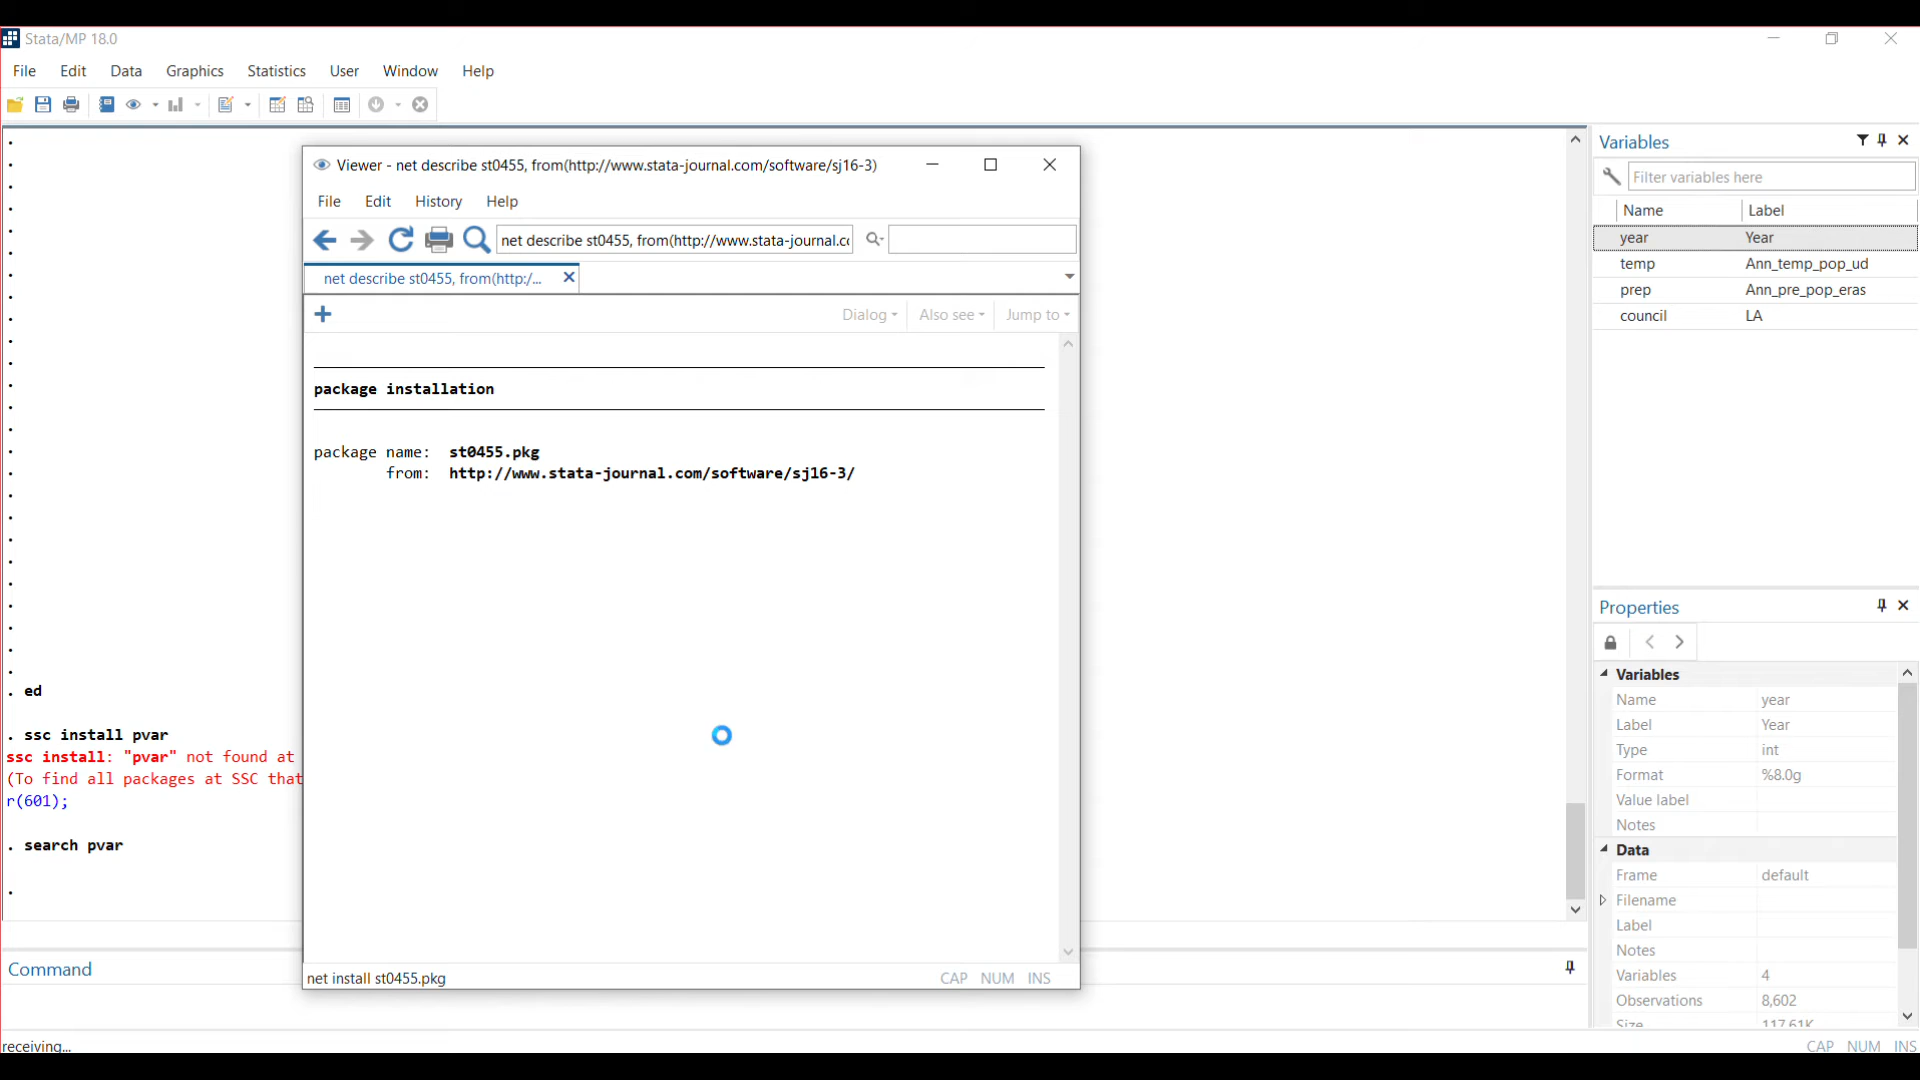 Stata/MP 18.0
File Edit Data Graphics Statistics User Window Help
. ed
. ssc install pvar
ssc install: "pvar" not found at
(To find all packages at SSC that
r(601);
. search pvar
.
Command
receiving...
Viewer - net describe st0455, from(http://www.stata-journal.com/software/sj16-3)
File Edit History Help
net describe st0455, from(http://www.stata-journal.c
net describe st0455, from(http:/...
Dialog Also see Jump to
package installation
package name: st0455.pkg
from: http://www.stata-journal.com/software/sj16-3/
net install st0455.pkg
CAP NUM INS
Variables
Filter variables here
Name Label
year Year
temp Ann_temp_pop_ud
prep Ann_pre_pop_eras
council LA
Properties
Variables
Name year
Label Year
Type int
Format %8.0g
Value label
Notes
Data
Frame default
Filename
Label
Notes
Variables 4
Observations 8,602
Size 117.61K
CAP NUM INS